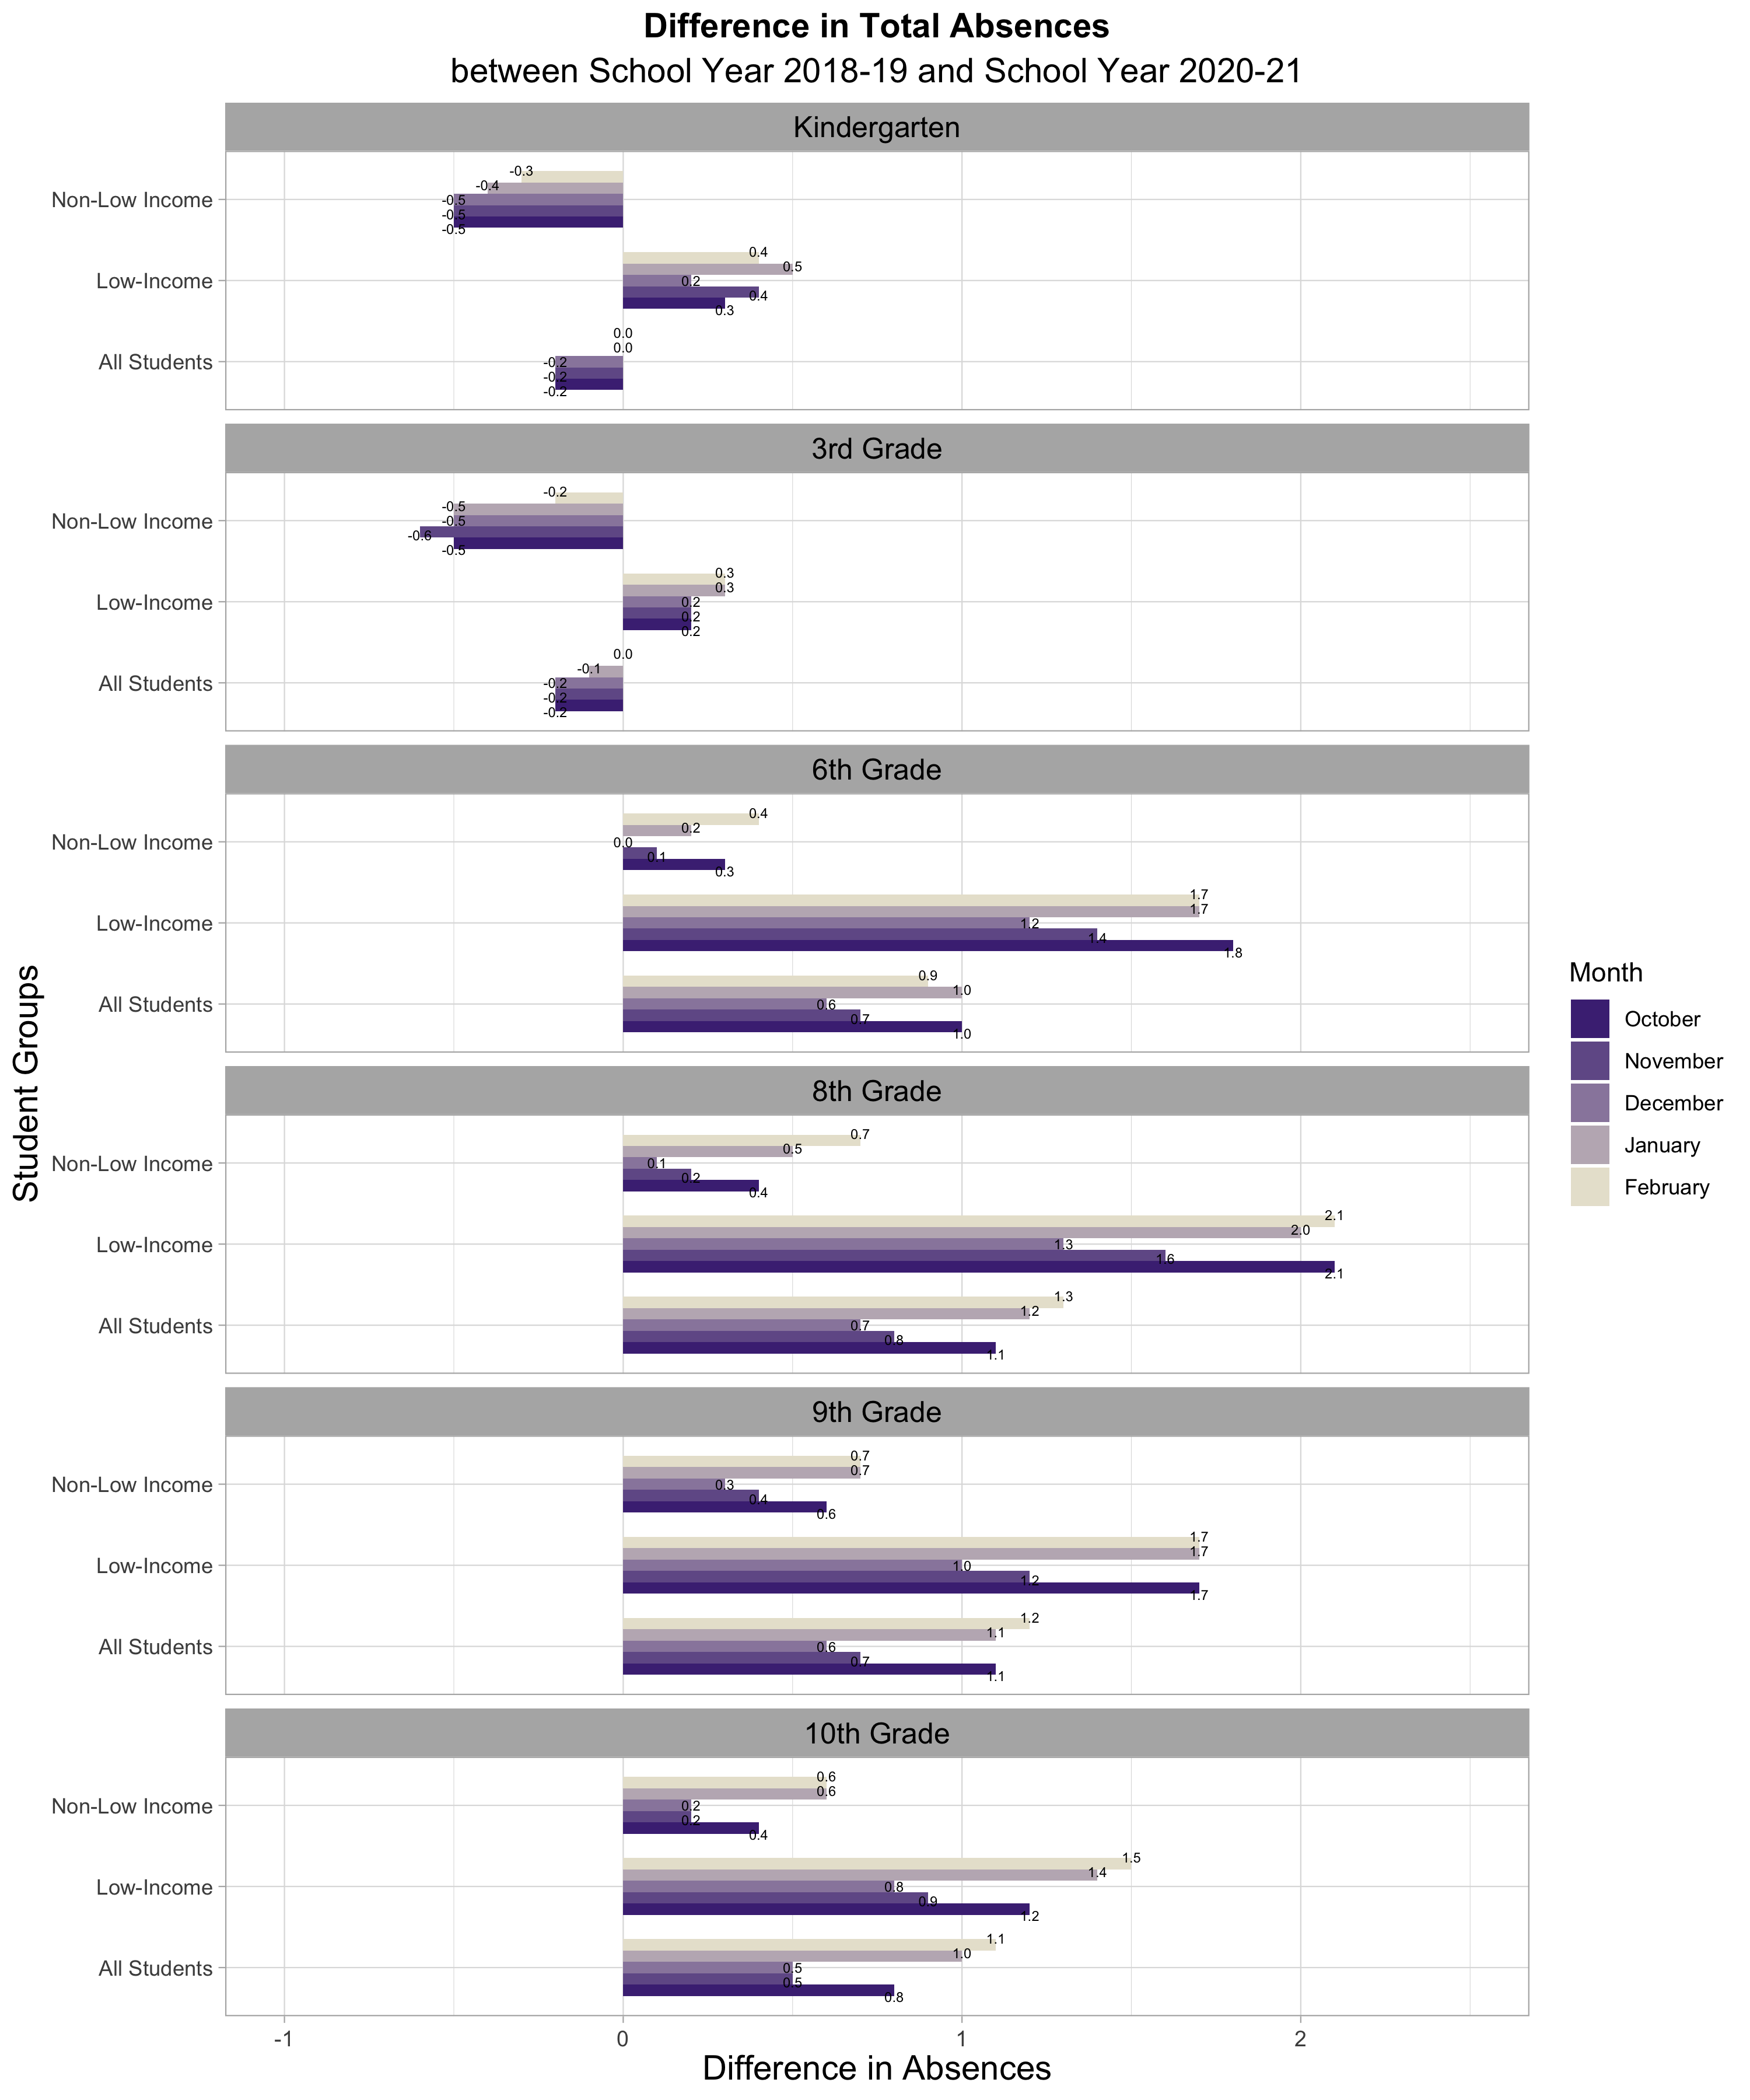 Difference in Total Absences
between School Year 2018-19 and School Year 2020-21
Kindergarten
Non-Low Income
-0.3
-0.4
-0.5
-0.5
-0.5
Low-Income
0.4
0.5
0.2
0.4
0.3
All Students
0.0
0.0
-0.2
-0.2
-0.2
3rd Grade
Non-Low Income
-0.2
-0.5
-0.5
-0.6
-0.5
Low-Income
0.3
0.3
0.2
0.2
0.2
All Students
0.0
-0.1
-0.2
-0.2
-0.2
6th Grade
Non-Low Income
0.4
0.2
0.0
0.1
0.3
Low-Income
1.7
1.7
1.2
1.4
1.8
All Students
0.9
1.0
0.6
0.7
1.0
8th Grade
Non-Low Income
0.7
0.5
0.1
0.2
0.4
Low-Income
2.1
2.0
1.3
1.6
2.1
All Students
1.3
1.2
0.7
0.8
1.1
9th Grade
Non-Low Income
0.7
0.7
0.3
0.4
0.6
Low-Income
1.7
1.7
1.0
1.2
1.7
All Students
1.2
1.1
0.6
0.7
1.1
10th Grade
Non-Low Income
0.6
0.6
0.2
0.2
0.4
Low-Income
1.5
1.4
0.8
0.9
1.2
All Students
1.1
1.0
0.5
0.5
0.8
-1 0 1 2
Difference in Absences
Student Groups
Month
October
November
December
January
February